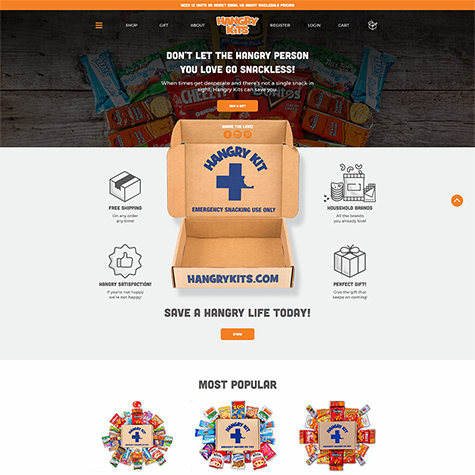 NEED 12 UNITS OR MORE? EMAIL US ABOUT WHOLESALE PRICING
SHOP GIFT ABOUT HANGRY KITS REGISTER LOGIN CART
DON'T LET THE HANGRY PERSON
YOU LOVE GO SNACKLESS!
When times get desperate and there's not a single snack in
sight, Hangry Kits can save you.
GIVE A GIFT
SHARE THE LOVE!
HANGRY KIT
EMERGENCY SNACKING USE ONLY
HANGRYKITS.COM
FREE SHIPPING
On any order
any time!
HOUSEHOLD BRANDS
All the brands
you already love!
HANGRY SATISFACTION!
If you're not happy
we're not happy!
PERFECT GIFT!
Give the gift that
keeps on coming!
SAVE A HANGRY LIFE TODAY!
MOST POPULAR
HANGRY KIT
HANGRY KIT
HANGRY KIT